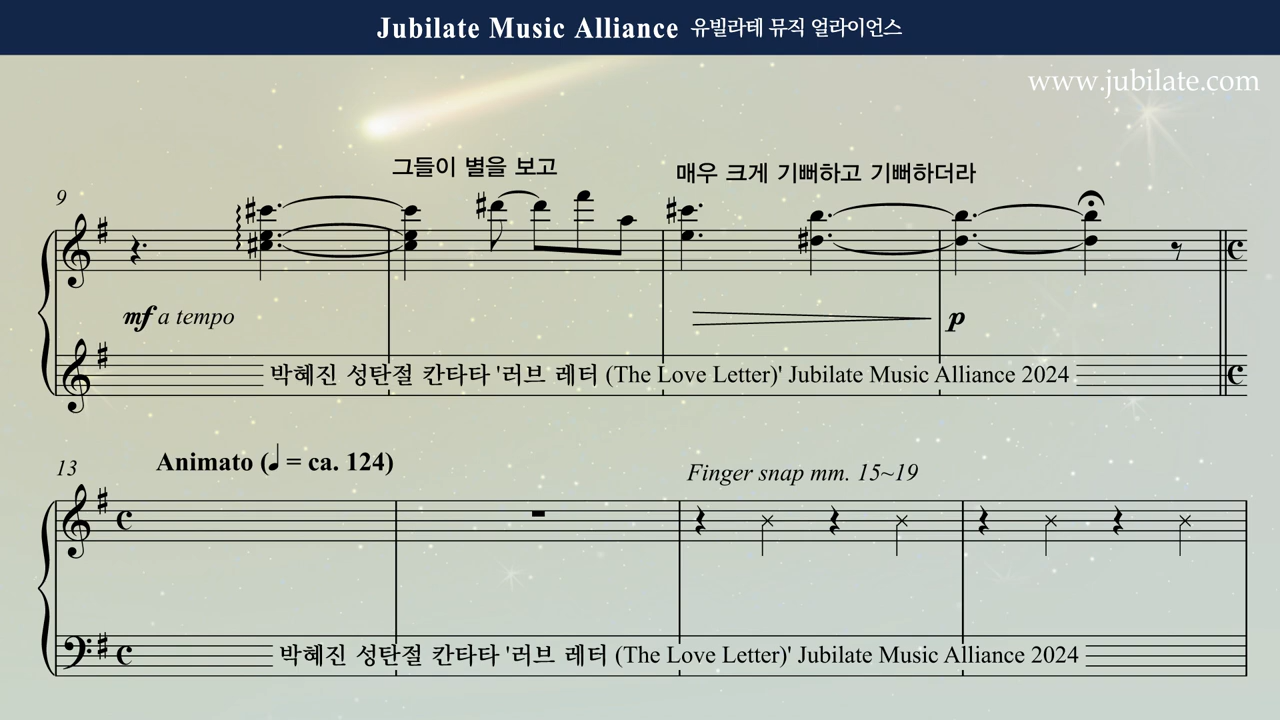 Jubilate Music Alliance 유빌라테 뮤직 얼라이언스
www.jubilate.com
그들이 별을 보고
매우 크게 기뻐하고 기뻐하더라
9
mf a tempo
p
박혜진 성탄절 칸타타 '러브 레터 (The Love Letter)' Jubilate Music Alliance 2024
13
Animato (♩ = ca. 124)
Finger snap mm. 15~19
박혜진 성탄절 칸타타 '러브 레터 (The Love Letter)' Jubilate Music Alliance 2024